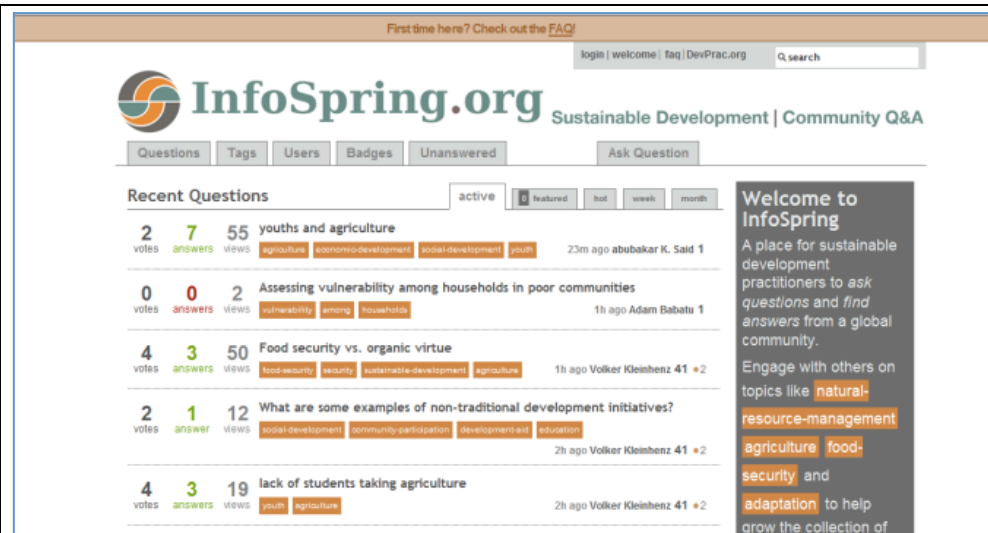 First time here? Check out the FAQ!
login | welcome | faq | DevPrac.org
search
InfoSpring.org
Sustainable Development | Community Q&A
Questions Tags Users Badges Unanswered Ask Question
Recent Questions
active 0 featured hot week month
2 votes 7 answers 55 views
youths and agriculture
agriculture economic-development social-development youth
23m ago abubakar K. Said 1
0 votes 0 answers 2 views
Assessing vulnerability among households in poor communities
vulnerability among households
1h ago Adam Babatu 1
4 votes 3 answers 50 views
Food security vs. organic virtue
food-security security sustainable-development agriculture
1h ago Volker Kleinhenz 41 ●2
2 votes 1 answer 12 views
What are some examples of non-traditional development initiatives?
social-development community-participation development-aid education
2h ago Volker Kleinhenz 41 ●2
4 votes 3 answers 19 views
lack of students taking agriculture
youth agriculture
2h ago Volker Kleinhenz 41 ●2
Welcome to
InfoSpring
A place for sustainable
development
practitioners to ask
questions and find
answers from a global
community.
Engage with others on
topics like natural-
resource-management
agriculture food-
security and
adaptation to help
grow the collection of